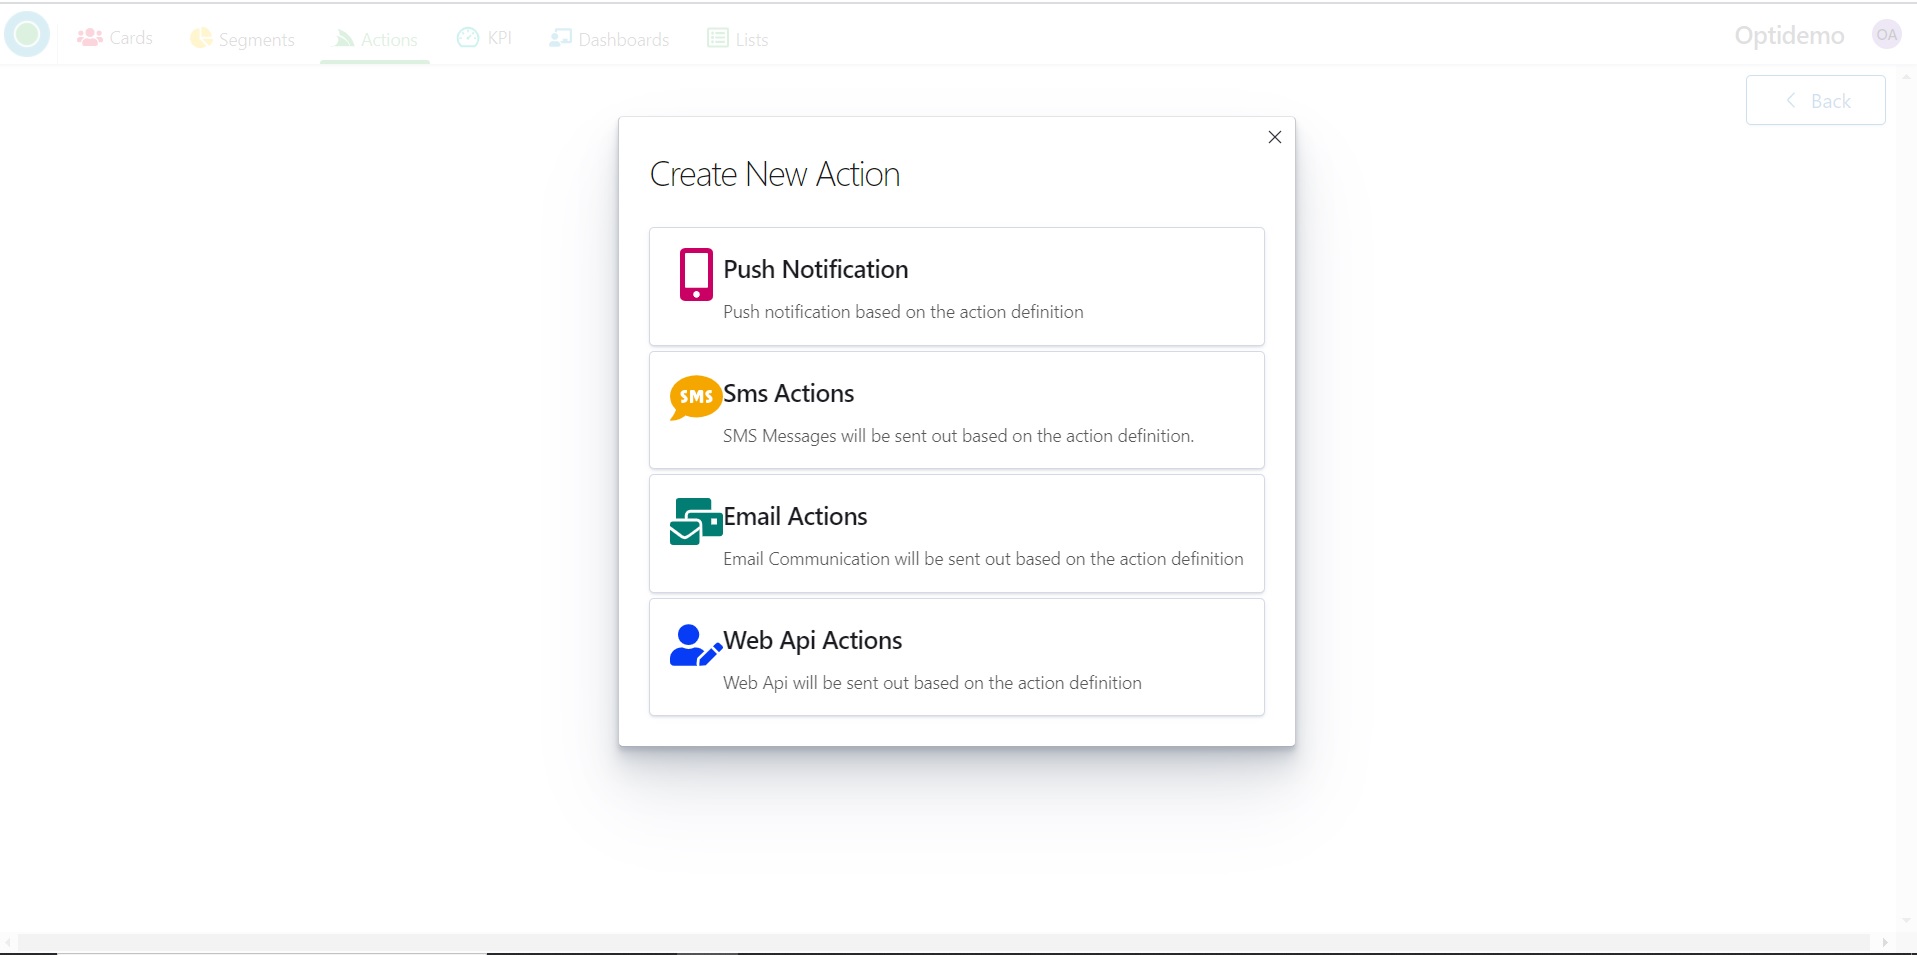 Cards
Segments
Actions
KPI
Dashboards
Lists
Optidemo
OA
Back
Create New Action
Push Notification
Push notification based on the action definition
SMS
Sms Actions
SMS Messages will be sent out based on the action definition.
Email Actions
Email Communication will be sent out based on the action definition
Web Api Actions
Web Api will be sent out based on the action definition